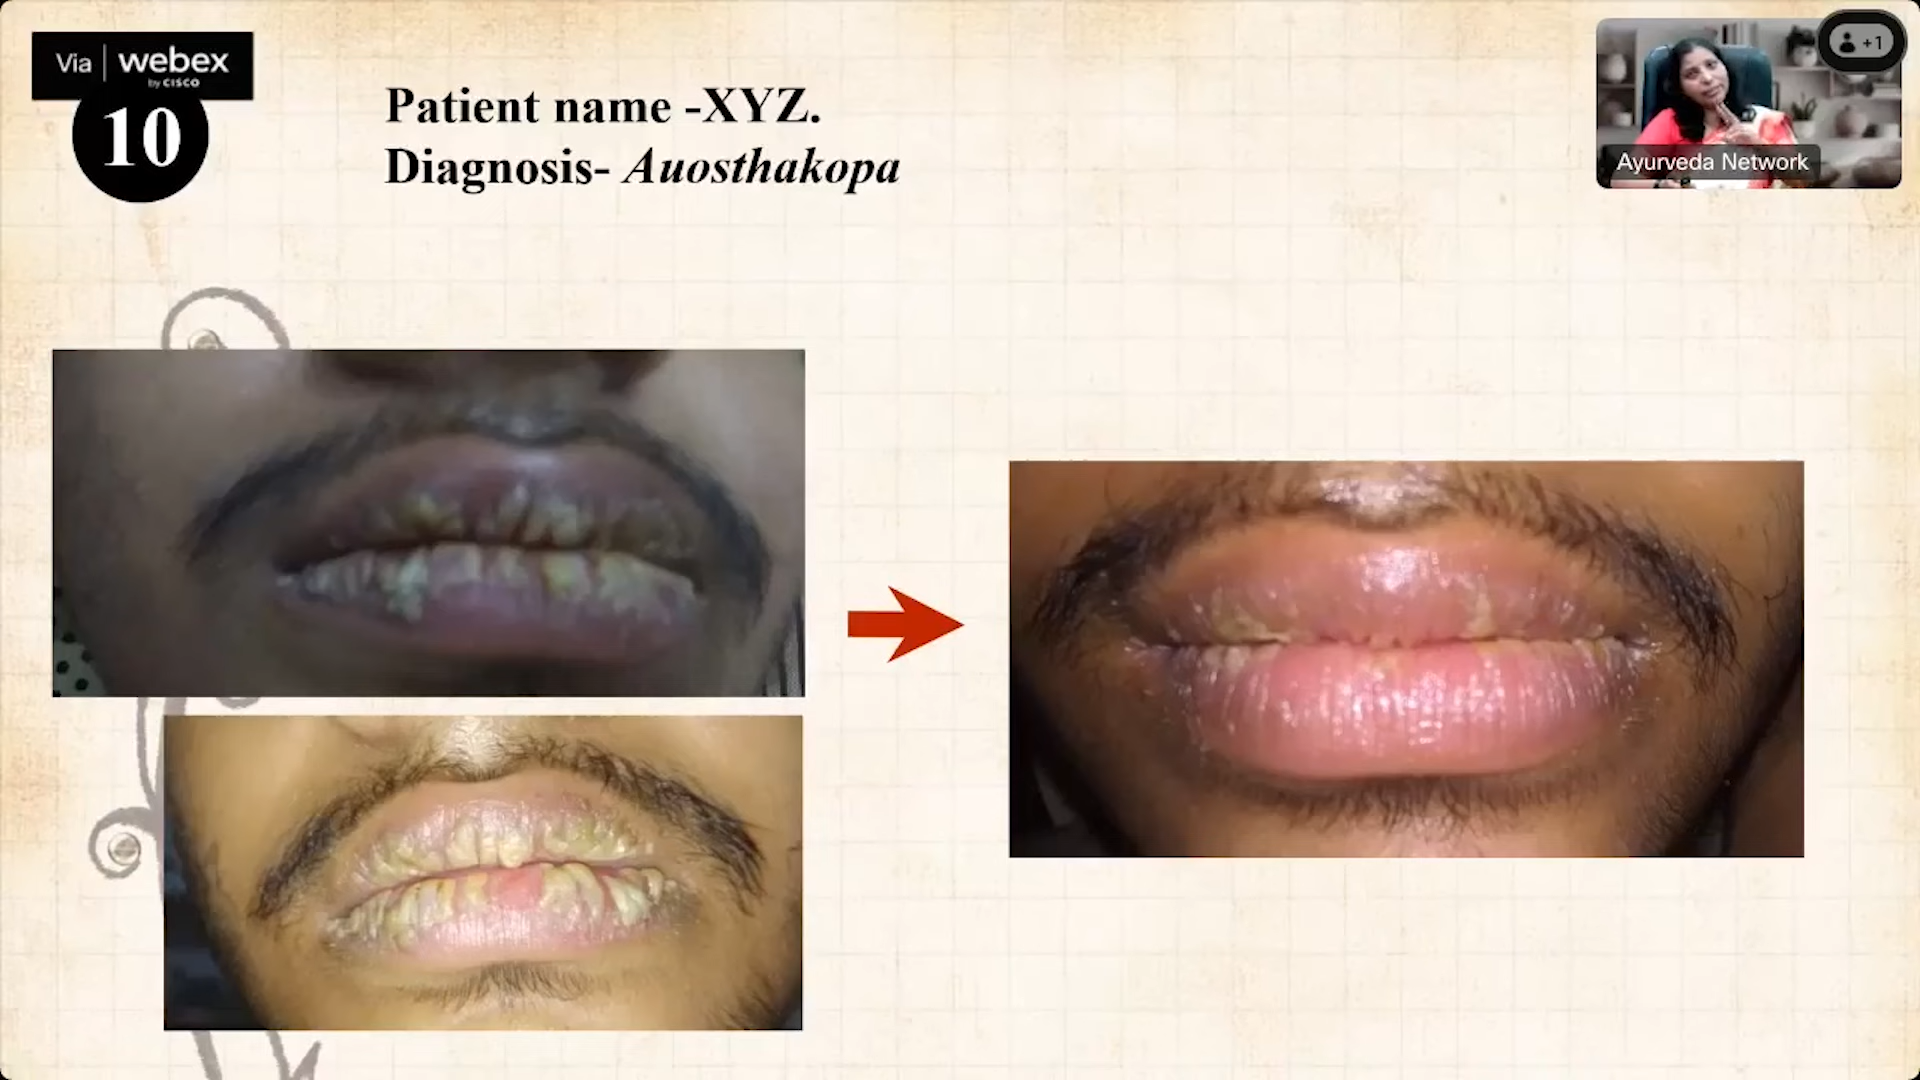 Via | webex
by CISCO
10
Patient name -XYZ.
Diagnosis- Auosthakopa
+1
Ayurveda Network